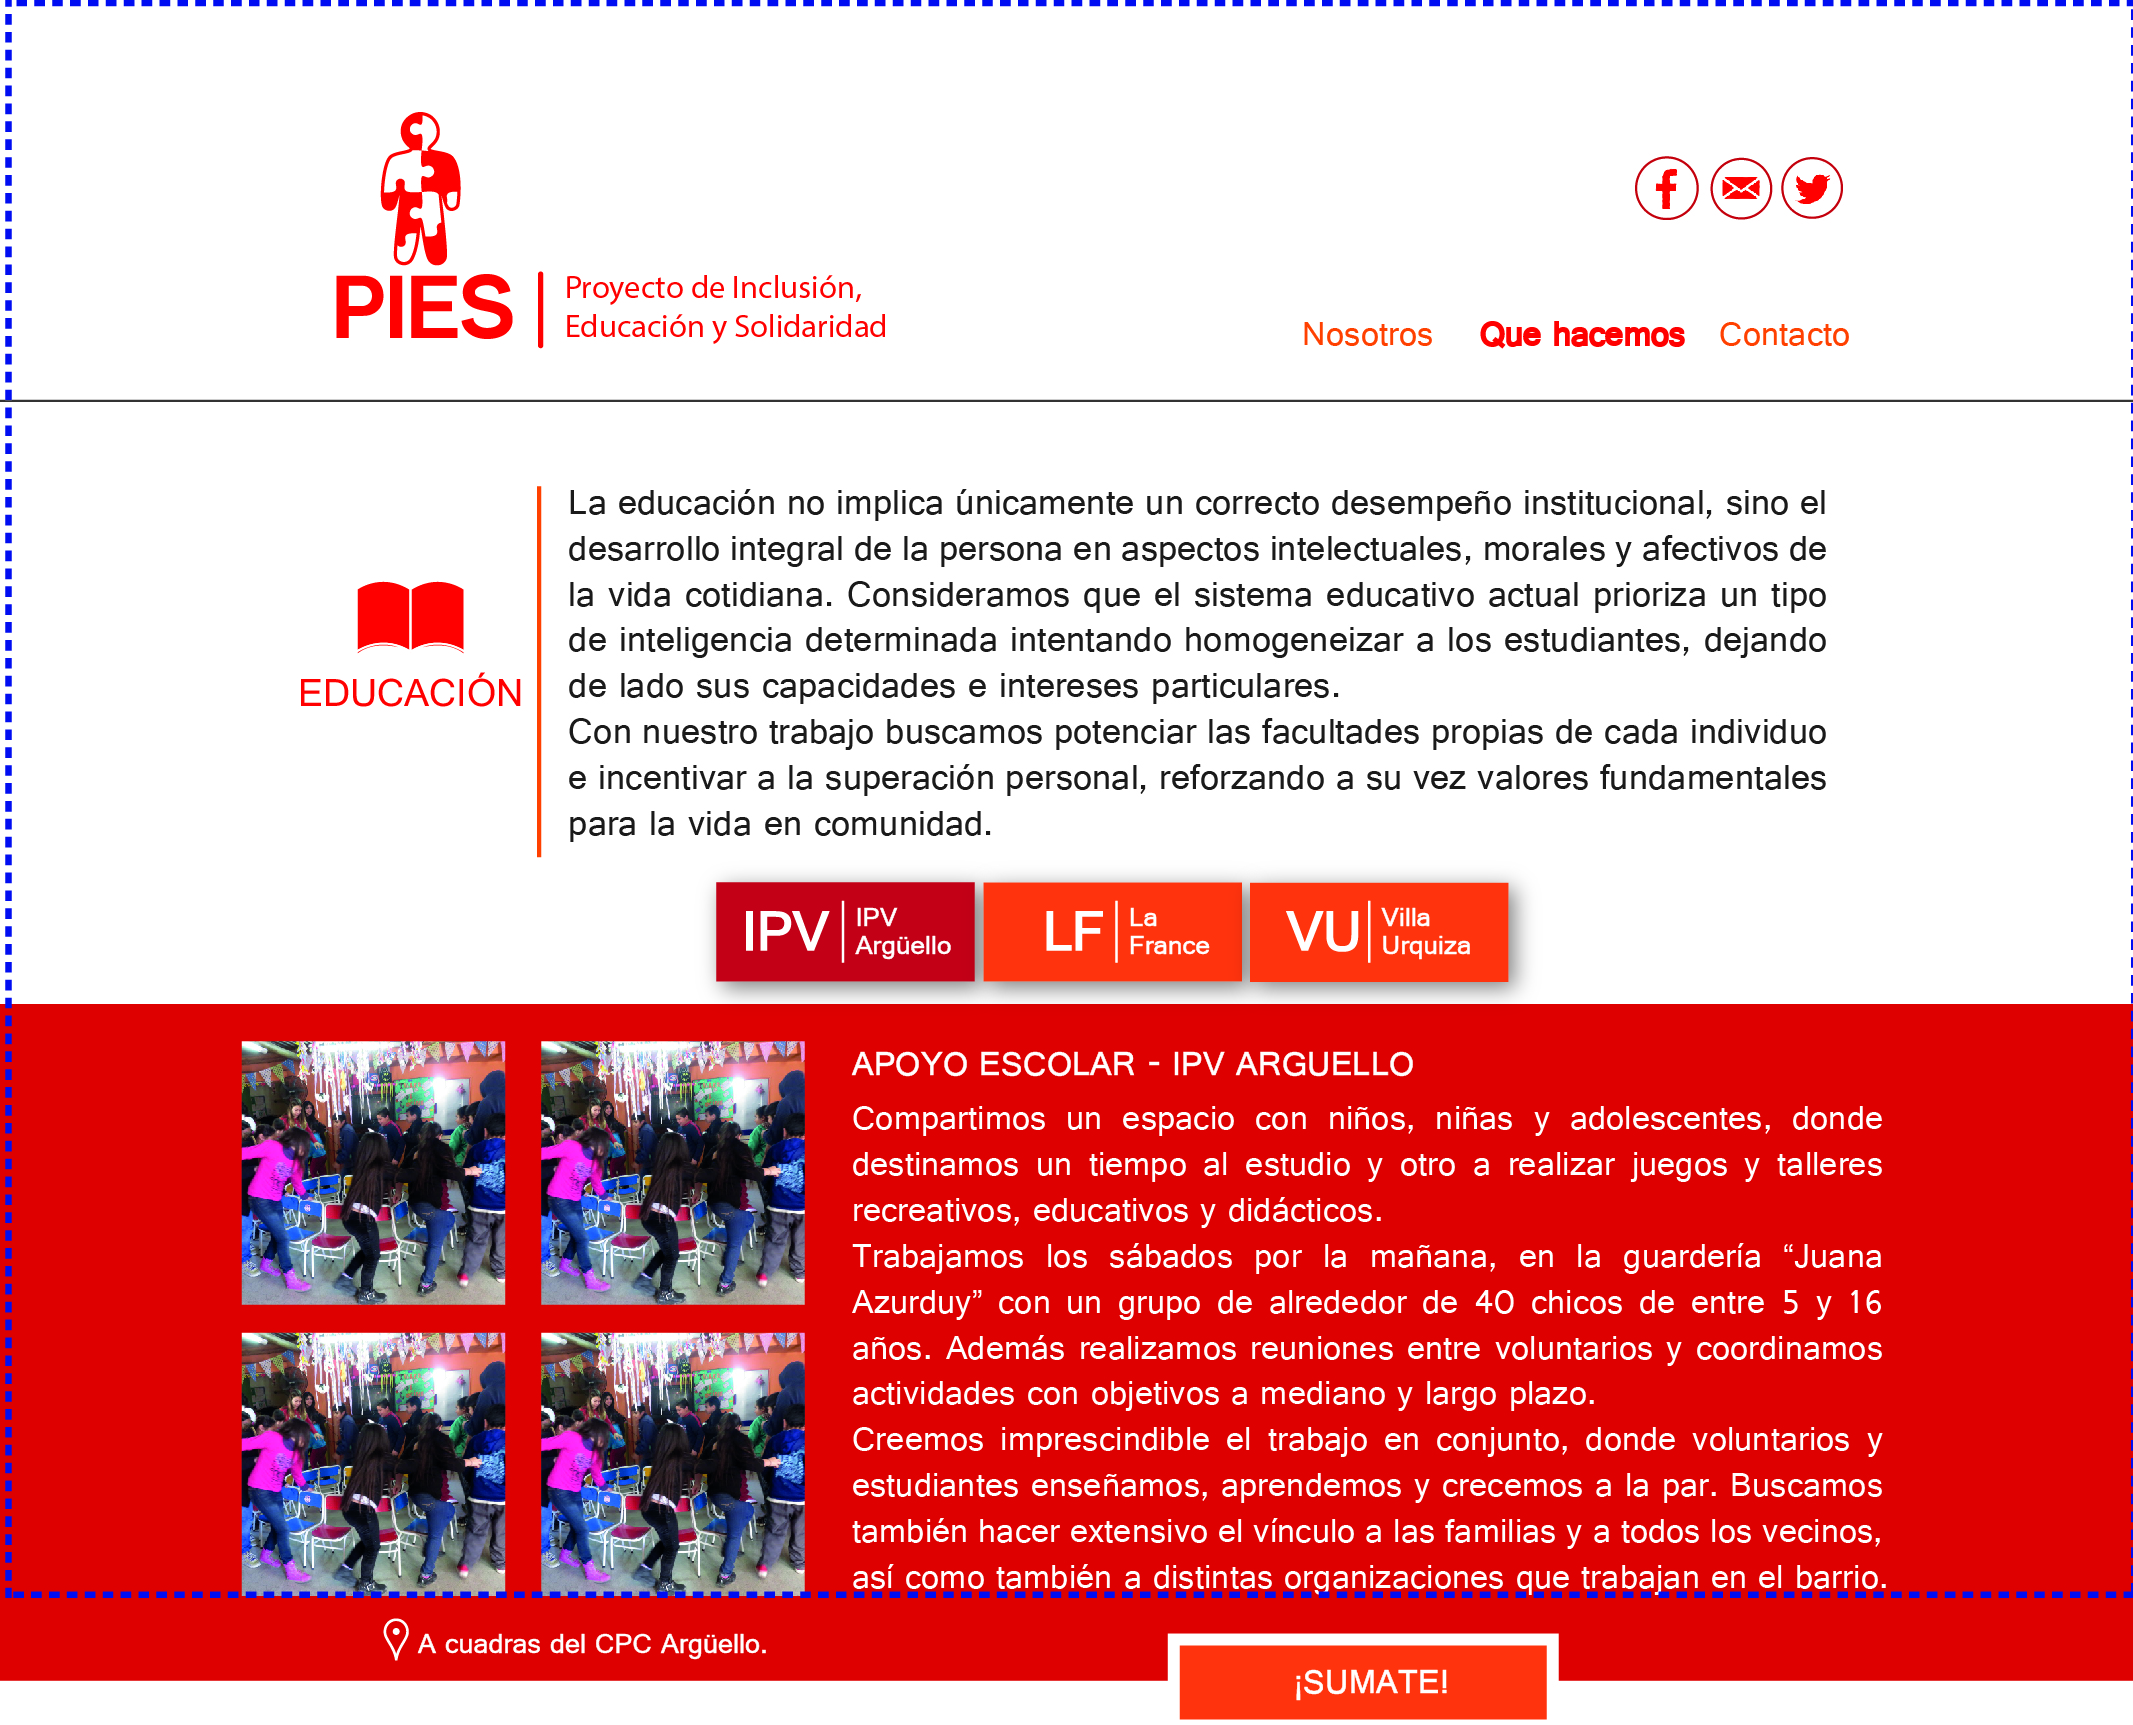 PIES
Proyecto de Inclusión,
Educación y Solidaridad
Nosotros Que hacemos Contacto
EDUCACIÓN
La educación no implica únicamente un correcto desempeño institucional, sino el
desarrollo integral de la persona en aspectos intelectuales, morales y afectivos de
la vida cotidiana. Consideramos que el sistema educativo actual prioriza un tipo
de inteligencia determinada intentando homogeneizar a los estudiantes, dejando
de lado sus capacidades e intereses particulares.
Con nuestro trabajo buscamos potenciar las facultades propias de cada individuo
e incentivar a la superación personal, reforzando a su vez valores fundamentales
para la vida en comunidad.
IPV
IPV
Argüello
LF
La
France
VU
Villa
Urquiza
APOYO ESCOLAR - IPV ARGUELLO
Compartimos un espacio con niños, niñas y adolescentes, donde
destinamos un tiempo al estudio y otro a realizar juegos y talleres
recreativos, educativos y didácticos.
Trabajamos los sábados por la mañana, en la guardería “Juana
Azurduy” con un grupo de alrededor de 40 chicos de entre 5 y 16
años. Además realizamos reuniones entre voluntarios y coordinamos
actividades con objetivos a mediano y largo plazo.
Creemos imprescindible el trabajo en conjunto, donde voluntarios y
estudiantes enseñamos, aprendemos y crecemos a la par. Buscamos
también hacer extensivo el vínculo a las familias y a todos los vecinos,
así como también a distintas organizaciones que trabajan en el barrio.
A cuadras del CPC Argüello.
¡SUMATE!